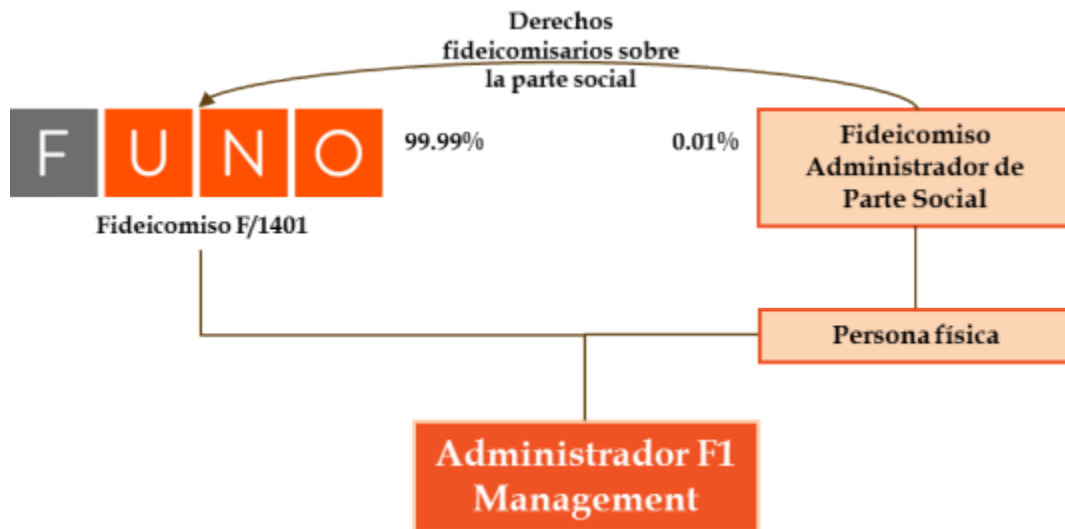 Derechos
fideicomisarios sobre
la parte social
FUNO
99.99%
0.01%
Fideicomiso
Administrador de
Parte Social
Fideicomiso F/1401
Persona física
Administrador F1
Management